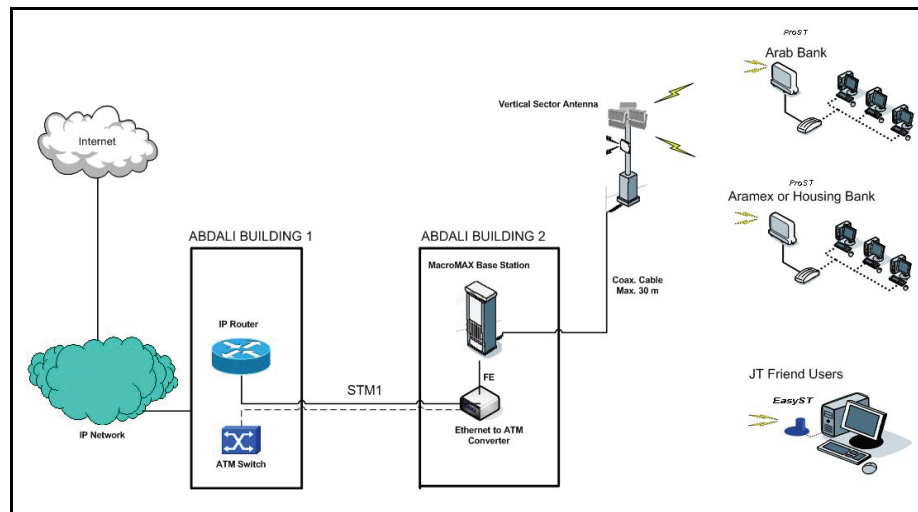 ProST
Arab Bank
Vertical Sector Antenna
Internet
ProST
Aramex or Housing Bank
ABDALI BUILDING 1
ABDALI BUILDING 2
MacroMAX Base Station
Coax. Cable
Max. 30 m
IP Router
FE
STM1
JT Friend Users
EasyST
IP Network
ATM Switch
Ethernet to ATM
Converter